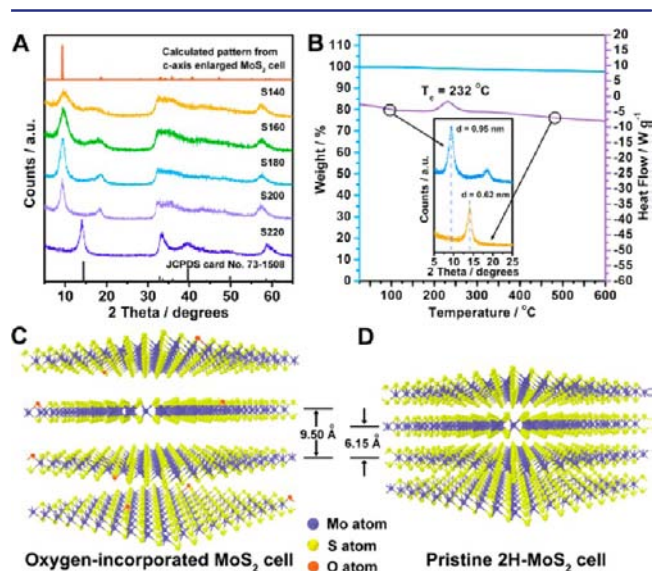 A
Calculated pattern from
c-axis enlarged MoS₂ cell
S140
S160
S180
S200
S220
JCPDS card No. 73-1508
Counts / a.u.
10 20 30 40 50 60
2 Theta / degrees
B
110
100
90
80
70
60
50
40
30
20
10
0
Weight / %
T꜀ = 232 °C
d = 0.95 nm
d = 0.62 nm
Counts / a.u.
5 10 15 20 25
2 Theta / degrees
20
15
10
5
0
-5
-10
-15
-20
-25
-30
-35
-40
-45
-50
-55
-60
Heat Flow / W g⁻¹
100 200 300 400 500 600
Temperature / °C
C
9.50 Å
D
6.15 Å
Mo atom
S atom
O atom
Oxygen-incorporated MoS₂ cell
Pristine 2H-MoS₂ cell